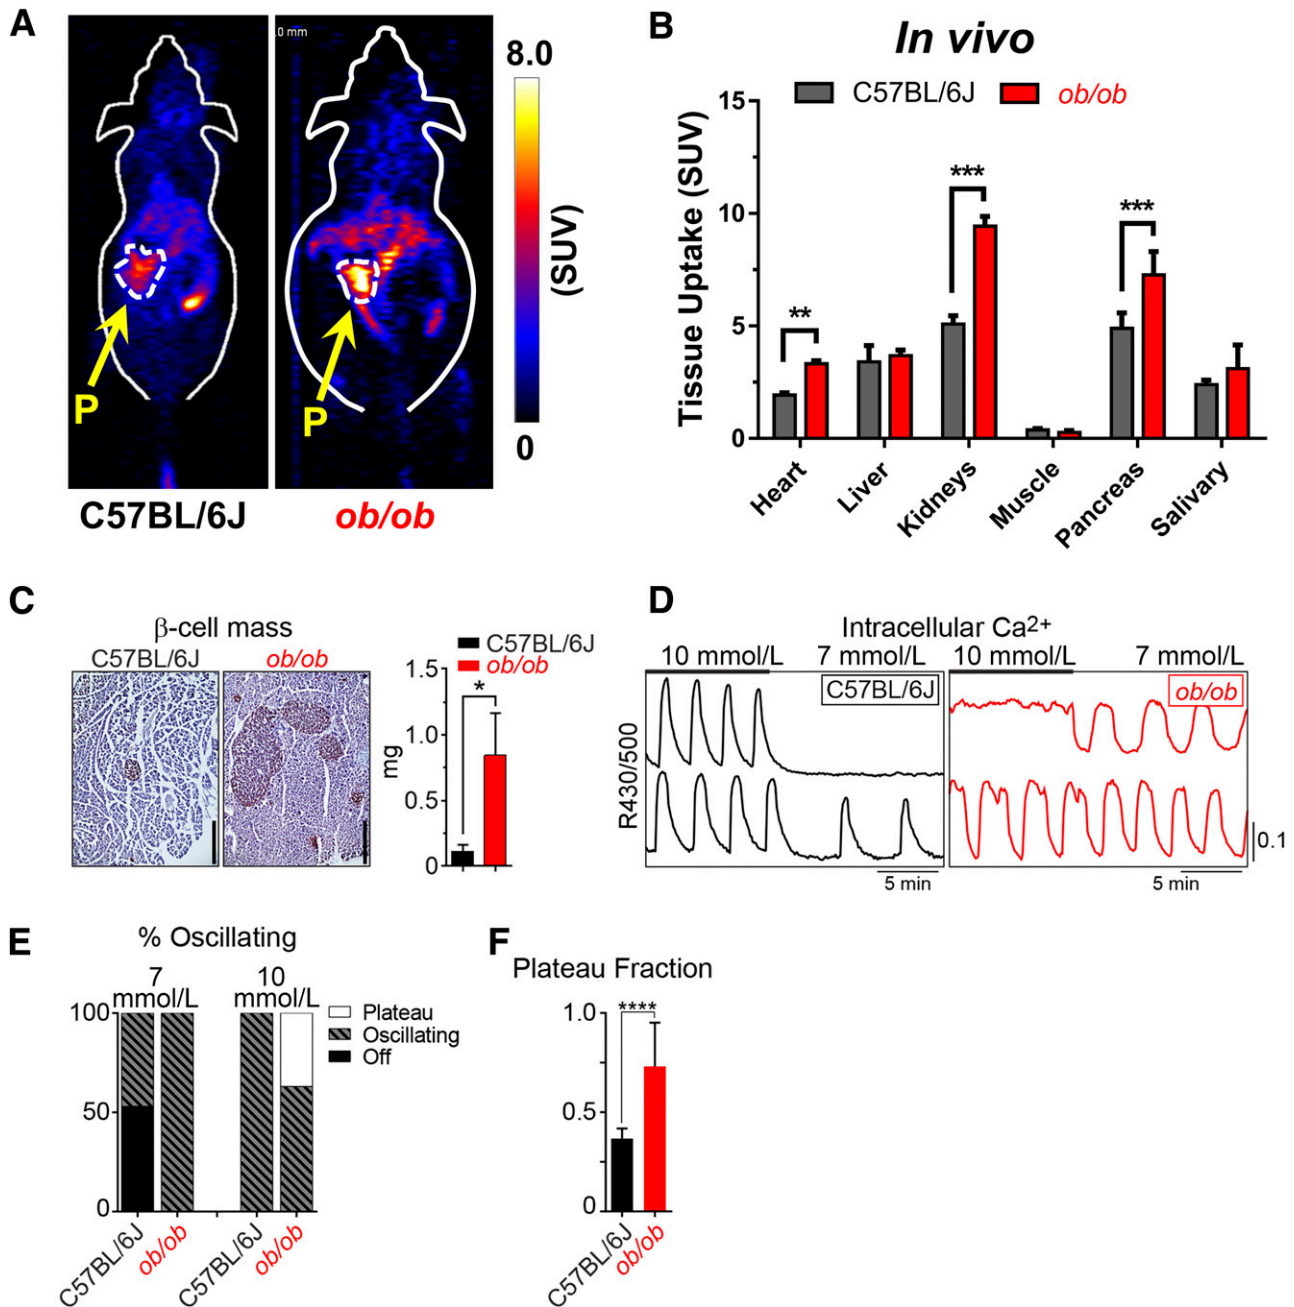 A
.0 mm
8.0
(SUV)
0
P
P
C57BL/6J
ob/ob
B
In vivo
C57BL/6J
ob/ob
Tissue Uptake (SUV)
15
10
5
0
**
***
***
Heart
Liver
Kidneys
Muscle
Pancreas
Salivary
C
β-cell mass
C57BL/6J
ob/ob
C57BL/6J
ob/ob
mg
1.5
1.0
0.5
0
*
D
Intracellular Ca²⁺
10 mmol/L
7 mmol/L
10 mmol/L
7 mmol/L
C57BL/6J
ob/ob
R430/500
0.1
5 min
5 min
E
% Oscillating
7
mmol/L
10
mmol/L
100
50
0
Plateau
Oscillating
Off
C57BL/6J
ob/ob
C57BL/6J
ob/ob
F
Plateau Fraction
****
1.0
0.5
0
C57BL/6J
ob/ob